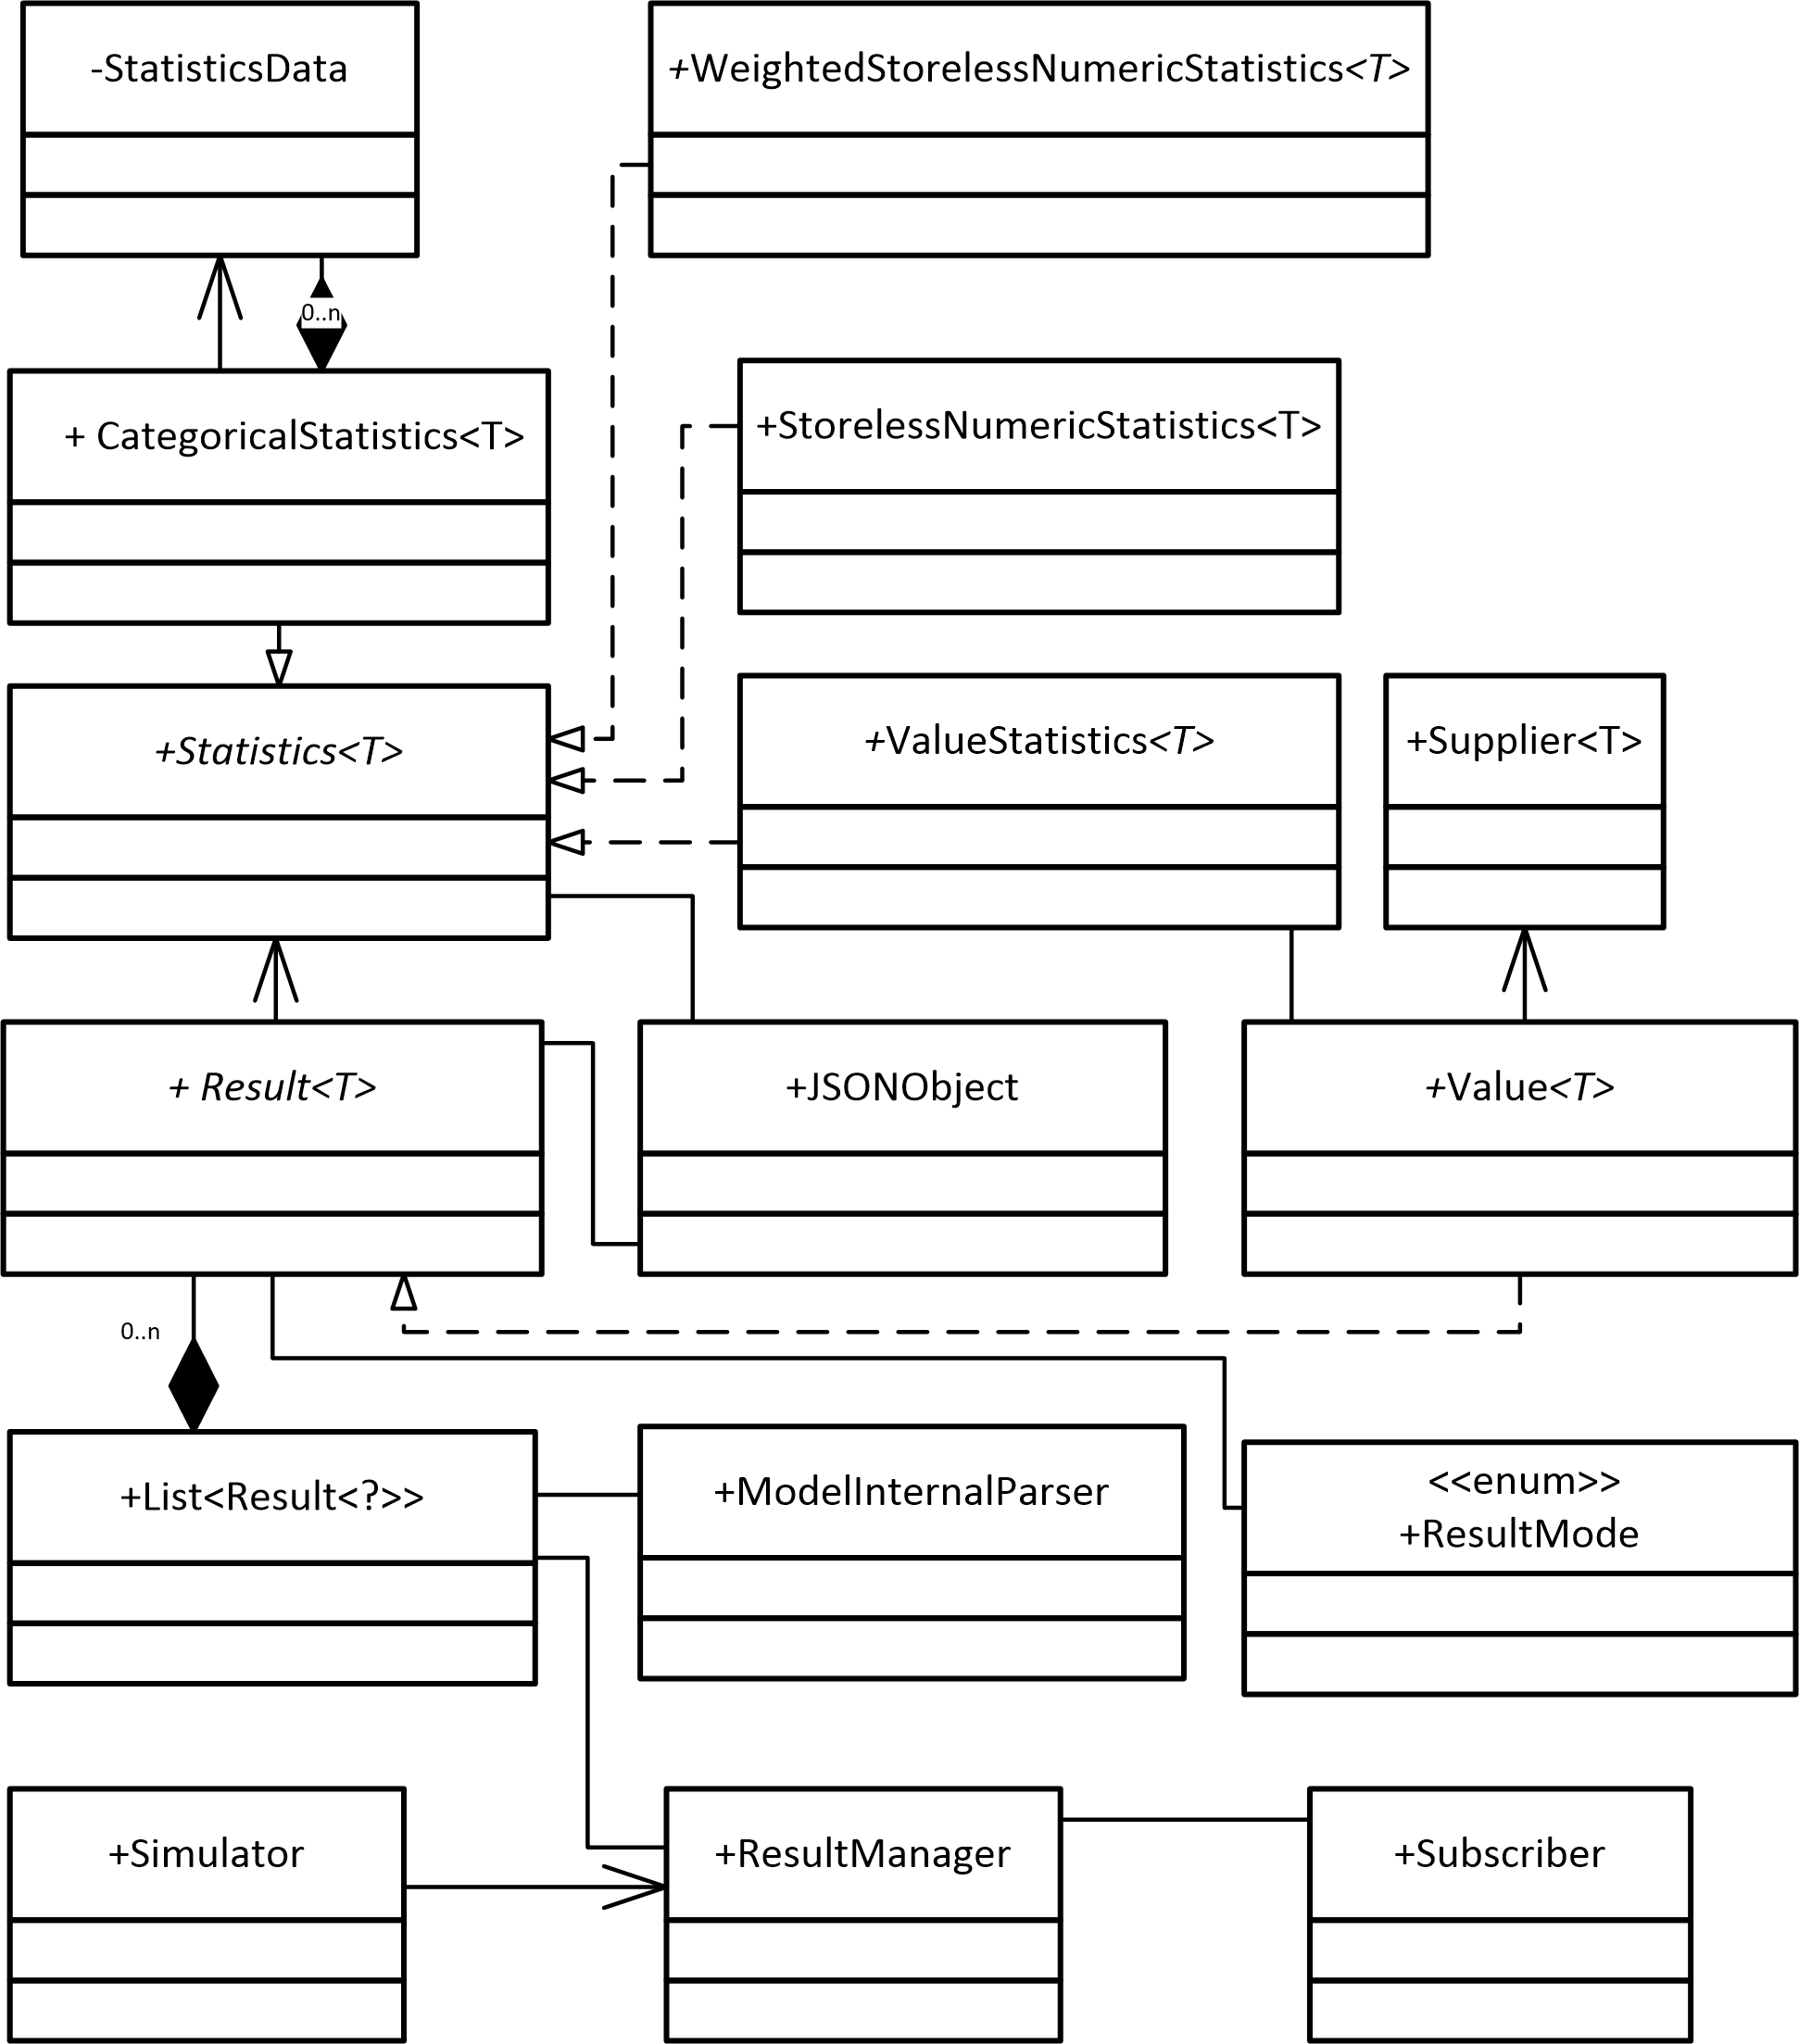 -StatisticsData
+WeightedStorelessNumericStatistics<T>
0..n
+ CategoricalStatistics<T>
+StorelessNumericStatistics<T>
+Statistics<T>
+ValueStatistics<T>
+Supplier<T>
+ Result<T>
+JSONObject
+Value<T>
0..n
+List<Result<?>>
+ModelInternalParser
<<enum>>
+ResultMode
+Simulator
+ResultManager
+Subscriber